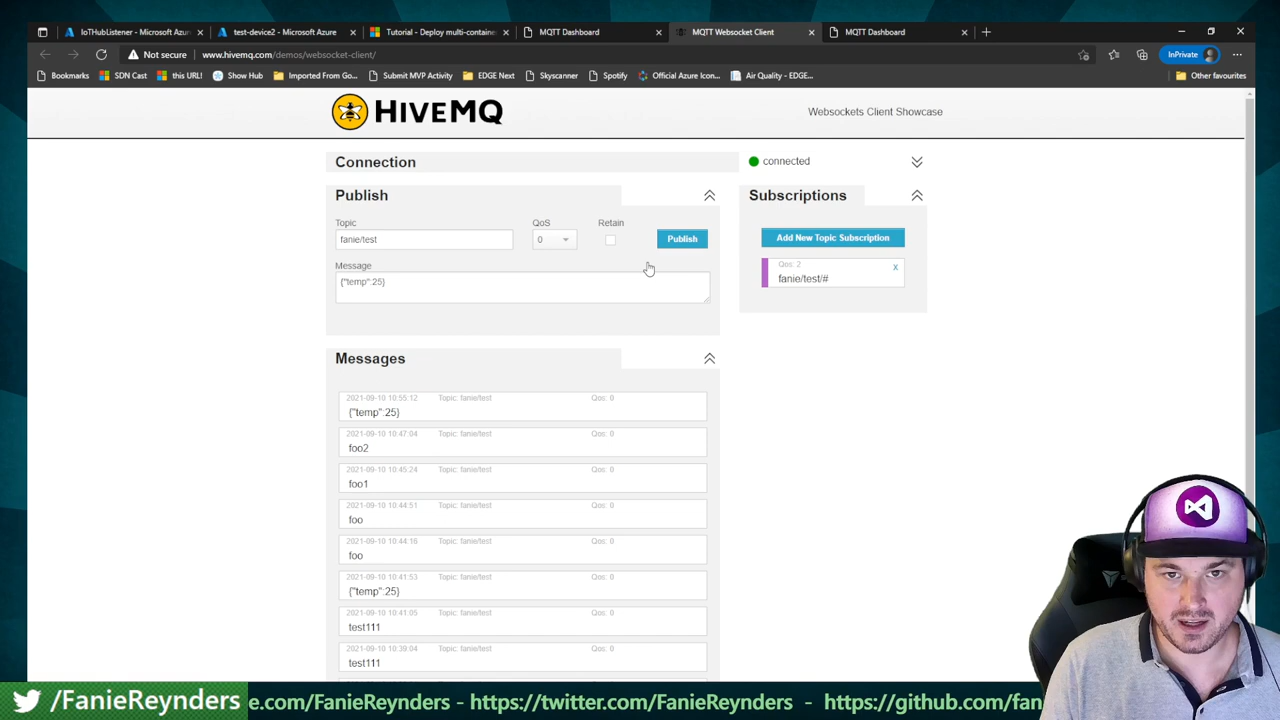 IoTHubListener - Microsoft Azur
test-device2 - Microsoft Azure
Tutorial - Deploy multi-containe
MQTT Dashboard
MQTT Websocket Client
MQTT Dashboard
Not secure
www.hivemq.com/demos/websocket-client/
InPrivate
Bookmarks
SDN Cast
this URL!
Show Hub
Imported From Go...
Submit MVP Activity
EDGE Next
Skyscanner
Spotify
Official Azure Icon...
Air Quality - EDGE...
Other favourites
HIVEMQ
Websockets Client Showcase
Connection
connected
Publish
Subscriptions
Topic
QoS
Retain
fanie/test
0
Publish
Add New Topic Subscription
Message
{"temp":25}
Qos: 2
x
fanie/test/#
Messages
2021-09-10 10:55:12 Topic: fanie/test Qos: 0
{"temp":25}
2021-09-10 10:47:04 Topic: fanie/test Qos: 0
foo2
2021-09-10 10:45:24 Topic: fanie/test Qos: 0
foo1
2021-09-10 10:44:51 Topic: fanie/test Qos: 0
foo
2021-09-10 10:44:16 Topic: fanie/test Qos: 0
foo
2021-09-10 10:41:53 Topic: fanie/test Qos: 0
{"temp":25}
2021-09-10 10:41:05 Topic: fanie/test Qos: 0
test111
2021-09-10 10:39:04 Topic: fanie/test Qos: 0
test111
/FanieReynders
e.com/FanieReynders - https://twitter.com/FanieReynders - https://github.com/fan